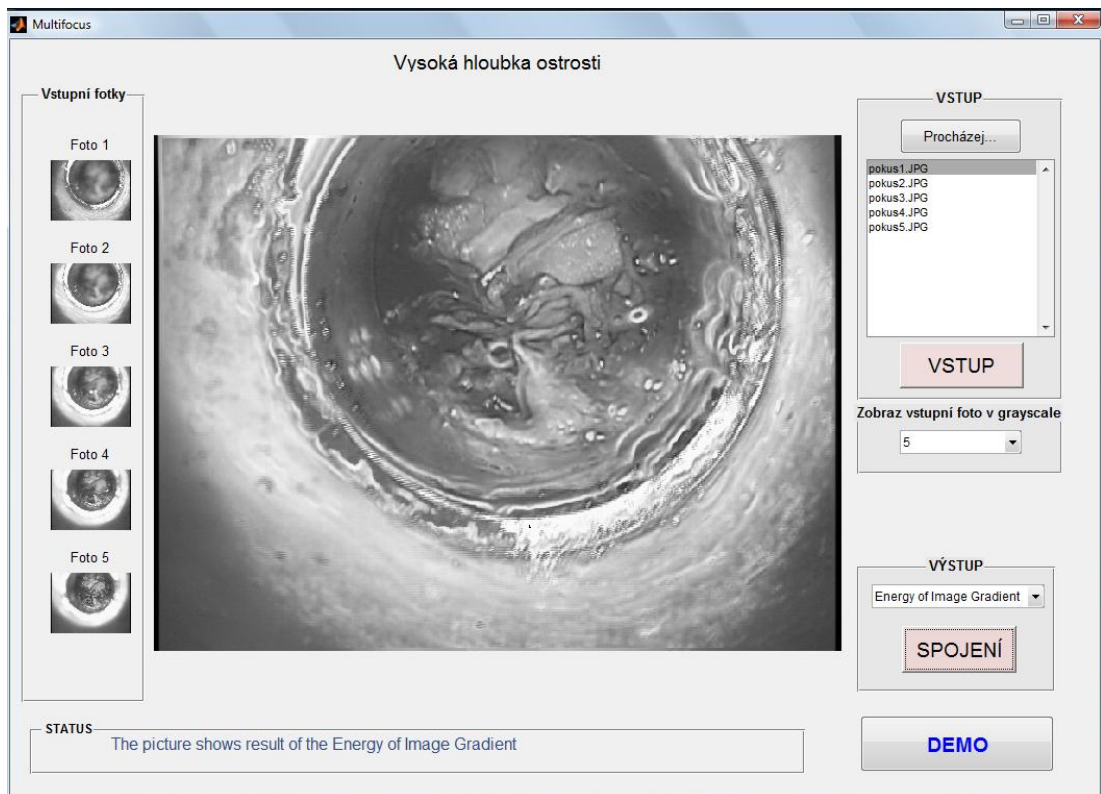 Multifocus
Vysoká hloubka ostrosti
Vstupní fotky
Foto 1
Foto 2
Foto 3
Foto 4
Foto 5
VSTUP
Procházej...
pokus1.JPG
pokus2.JPG
pokus3.JPG
pokus4.JPG
pokus5.JPG
VSTUP
Zobraz vstupní foto v grayscale
5
VÝSTUP
Energy of Image Gradient
SPOJENÍ
STATUS
The picture shows result of the Energy of Image Gradient
DEMO